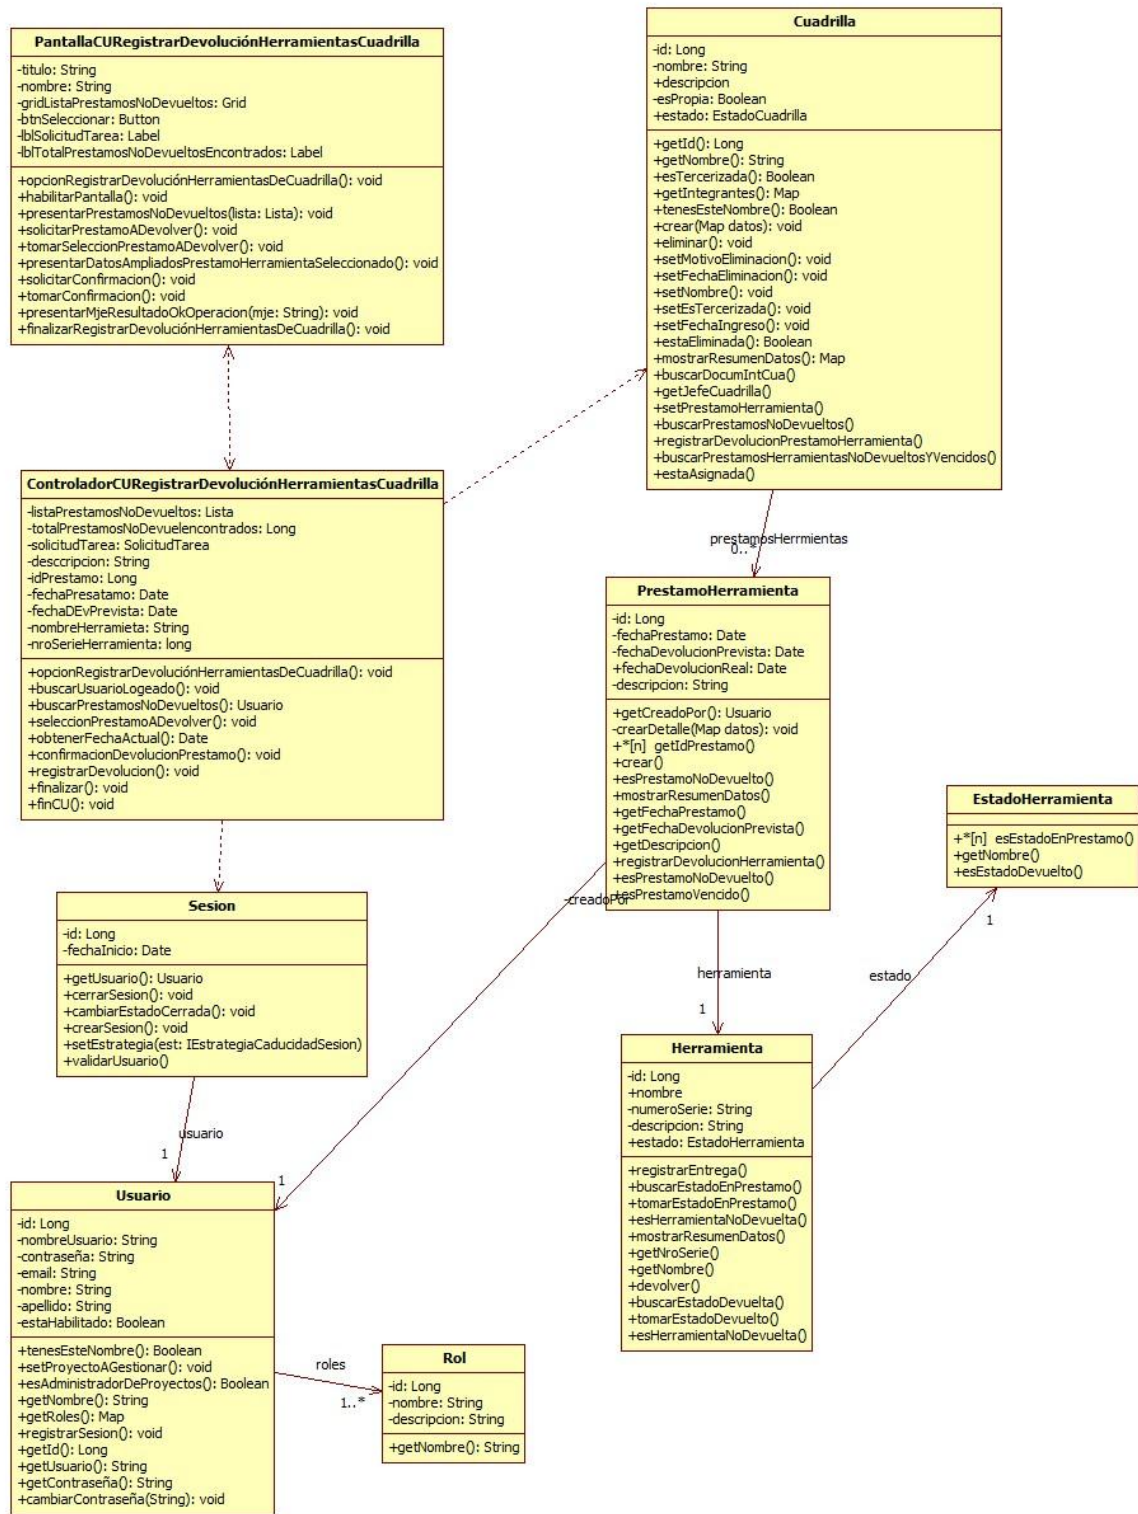 PantallaCURegistrarDevoluciónHerramientasCuadrilla
-titulo: String
-nombre: String
-gridListaPrestamosNoDevueltos: Grid
-btnSeleccionar: Button
-lblSolicitudTarea: Label
-lblTotalPrestamosNoDevueltosEncontrados: Label
+opcionRegistrarDevoluciónHerramientasDeCuadrilla(): void
+habilitarPantalla(): void
+presentarPrestamosNoDevueltos(lista: Lista): void
+solicitarPrestamoADevolver(): void
+tomarSeleccionPrestamoADevolver(): void
+presentarDatosAmpliadosPrestamoHerramientaSeleccionado(): void
+solicitarConfirmacion(): void
+tomarConfirmacion(): void
+presentarMjeResultadoOkOperacion(mje: String): void
+finalizarRegistrarDevoluciónHerramientasDeCuadrilla(): void
Cuadrilla
-id: Long
-nombre: String
+descripcion
-esPropia: Boolean
+estado: EstadoCuadrilla
+getId(): Long
+getNombre(): String
+esTercerizada(): Boolean
+getIntegrantes(): Map
+tenesEsteNombre(): Boolean
+crear(Map datos): void
+eliminar(): void
+setMotivoEliminacion(): void
+setFechaEliminacion(): void
+setNombre(): void
+setEsTercerizada(): void
+setFechaIngreso(): void
+estaEliminada(): Boolean
+mostrarResumenDatos(): Map
+buscarDocumIntCua()
+getJefeCuadrilla()
+setPrestamoHerramienta()
+buscarPrestamosNoDevueltos()
+registrarDevolucionPrestamoHerramienta()
+buscarPrestamosHerramientasNoDevueltosYVencidos()
+estaAsignada()
ControladorCURegistrarDevoluciónHerramientasCuadrilla
-listaPrestamosNoDevueltos: Lista
-totalPrestamosNoDevuelencontrados: Long
-solicitudTarea: SolicitudTarea
-desccripcion: String
-idPrestamo: Long
-fechaPresatamo: Date
-fechaDEvPrevista: Date
-nombreHerramieta: String
-nroSerieHerramienta: long
+opcionRegistrarDevoluciónHerramientasDeCuadrilla(): void
+buscarUsuarioLogeado(): void
+buscarPrestamosNoDevueltos(): Usuario
+seleccionPrestamoADevolver(): void
+obtenerFechaActual(): Date
+confirmacionDevolucionPrestamo(): void
+registrarDevolucion(): void
+finalizar(): void
+finCU(): void
prestamosHerrmientas
0..*
PrestamoHerramienta
-id: Long
-fechaPrestamo: Date
-fechaDevolucionPrevista: Date
+fechaDevolucionReal: Date
-descripcion: String
+getCreadoPor(): Usuario
-crearDetalle(Map datos): void
+*[n] getIdPrestamo()
+crear()
+esPrestamoNoDevuelto()
+mostrarResumenDatos()
+getFechaPrestamo()
+getFechaDevolucionPrevista()
+getDescripcion()
+registrarDevolucionHerramienta()
+esPrestamoNoDevuelto()
+esPrestamoVencido()
EstadoHerramienta
+*[n] esEstadoEnPrestamo()
+getNombre()
+esEstadoDevuelto()
1
estado
-creadoPor
1
herramienta
1
Sesion
-id: Long
-fechaInicio: Date
+getUsuario(): Usuario
+cerrarSesion(): void
+cambiarEstadoCerrada(): void
+crearSesion(): void
+setEstrategia(est: IEstrategiaCaducidadSesion)
+validarUsuario()
usuario
1
Herramienta
-id: Long
+nombre
-numeroSerie: String
-descripcion: String
+estado: EstadoHerramienta
+registrarEntrega()
+buscarEstadoEnPrestamo()
+tomarEstadoEnPrestamo()
+esHerramientaNoDevuelta()
+mostrarResumenDatos()
+getNroSerie()
+getNombre()
+devolver()
+buscarEstadoDevuelta()
+tomarEstadoDevuelto()
+esHerramientaNoDevuelta()
Usuario
-id: Long
-nombreUsuario: String
-contraseña: String
-email: String
-nombre: String
-apellido: String
-estaHabilitado: Boolean
+tenesEsteNombre(): Boolean
+setProyectoAGestionar(): void
+esAdministradorDeProyectos(): Boolean
+getNombre(): String
+getRoles(): Map
+registrarSesion(): void
+getId(): Long
+getUsuario(): String
+getContraseña(): String
+cambiarContraseña(String): void
roles
1..*
Rol
-id: Long
-nombre: String
-descripcion: String
+getNombre(): String